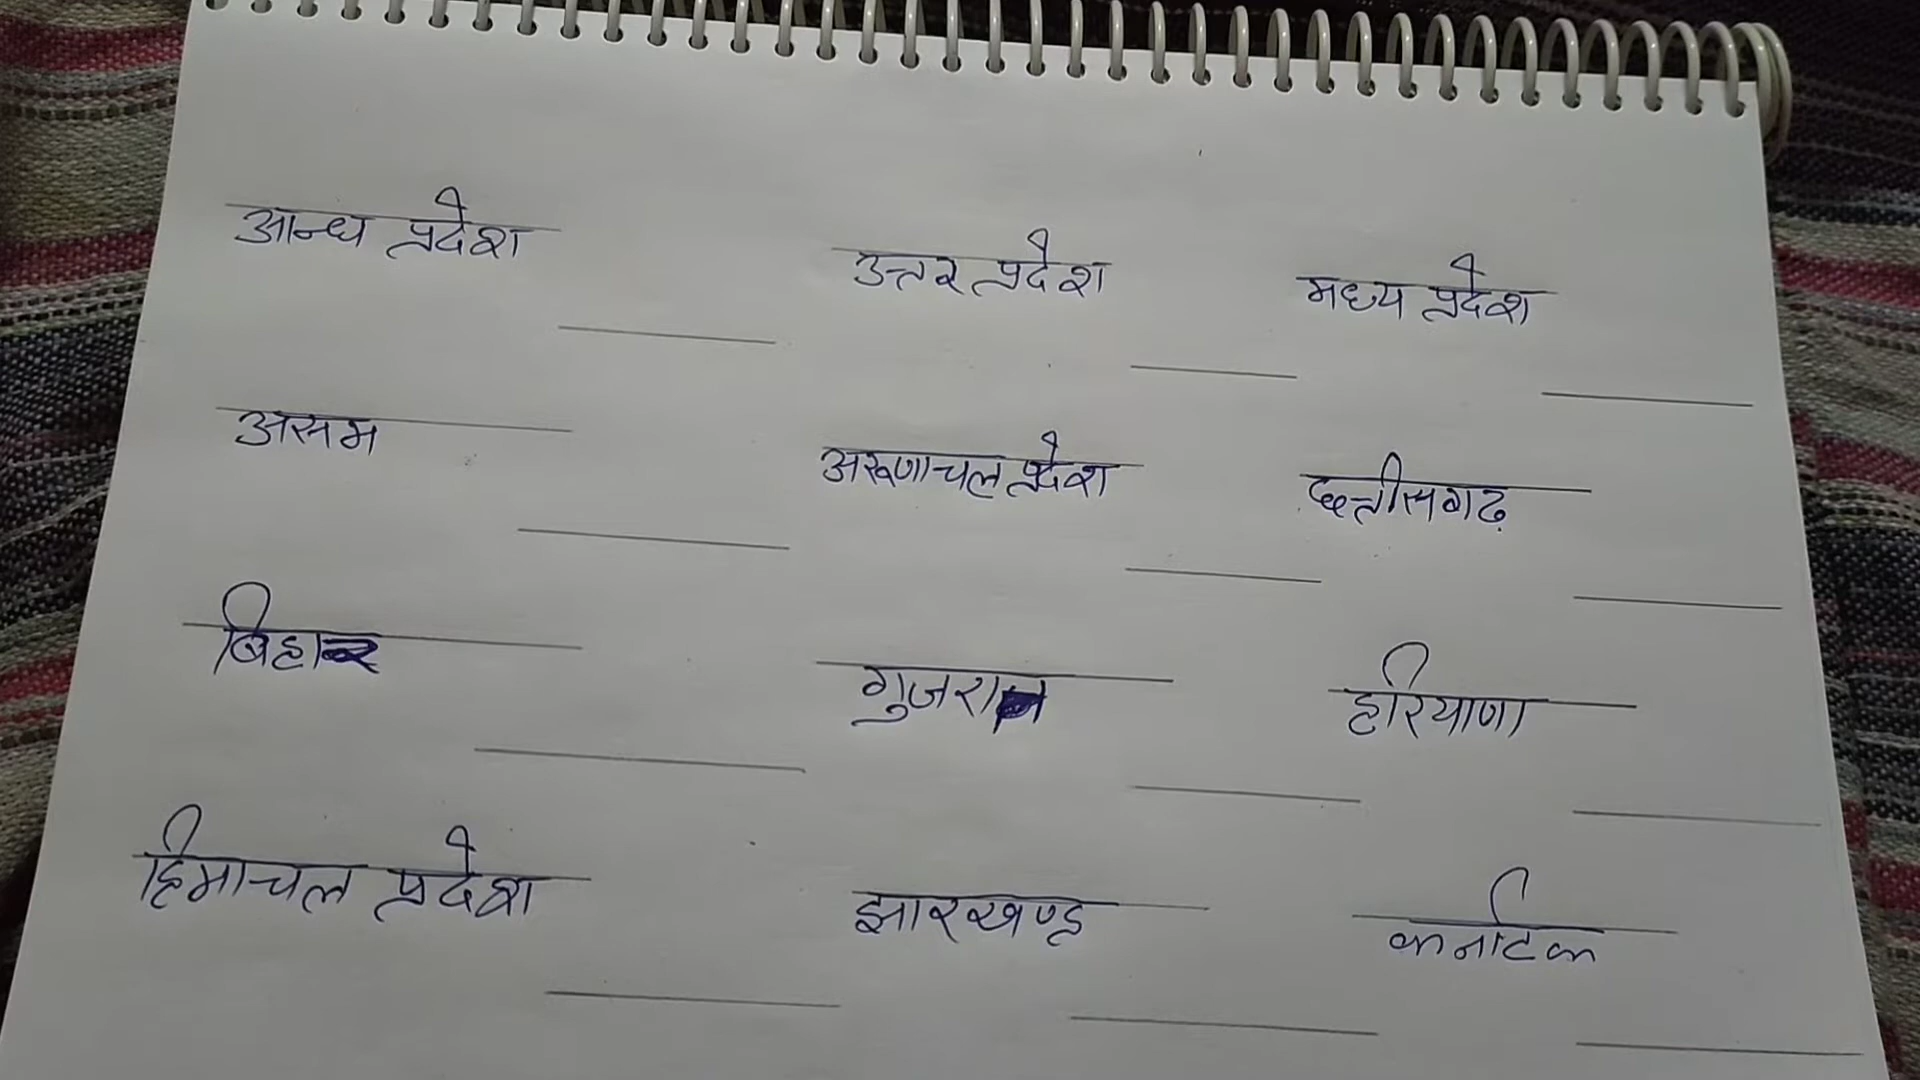 आन्ध प्रदेश
उत्तर प्रदेश
मध्य प्रदेश
असम
अरूणाचल प्रदेश
छत्तीसगढ़
बिहार
गुजरात
हरियाणा
हिमाचल प्रदेश
झारखण्ड
कर्नाटक